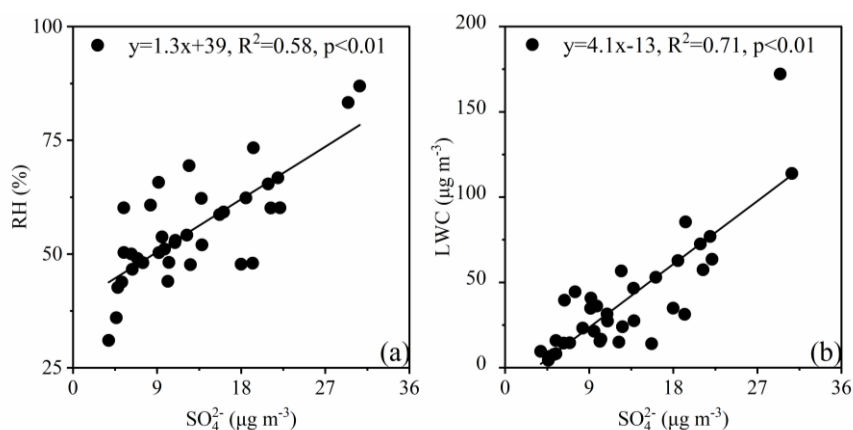 y=1.3x+39, R²=0.58, p<0.01
100
75
50
25
RH (%)
0 9 18 27 36
SO₄²⁻ (μg m⁻³)
(a)
y=4.1x-13, R²=0.71, p<0.01
200
150
100
50
0
LWC (μg m⁻³)
0 9 18 27 36
SO₄²⁻ (μg m⁻³)
(b)